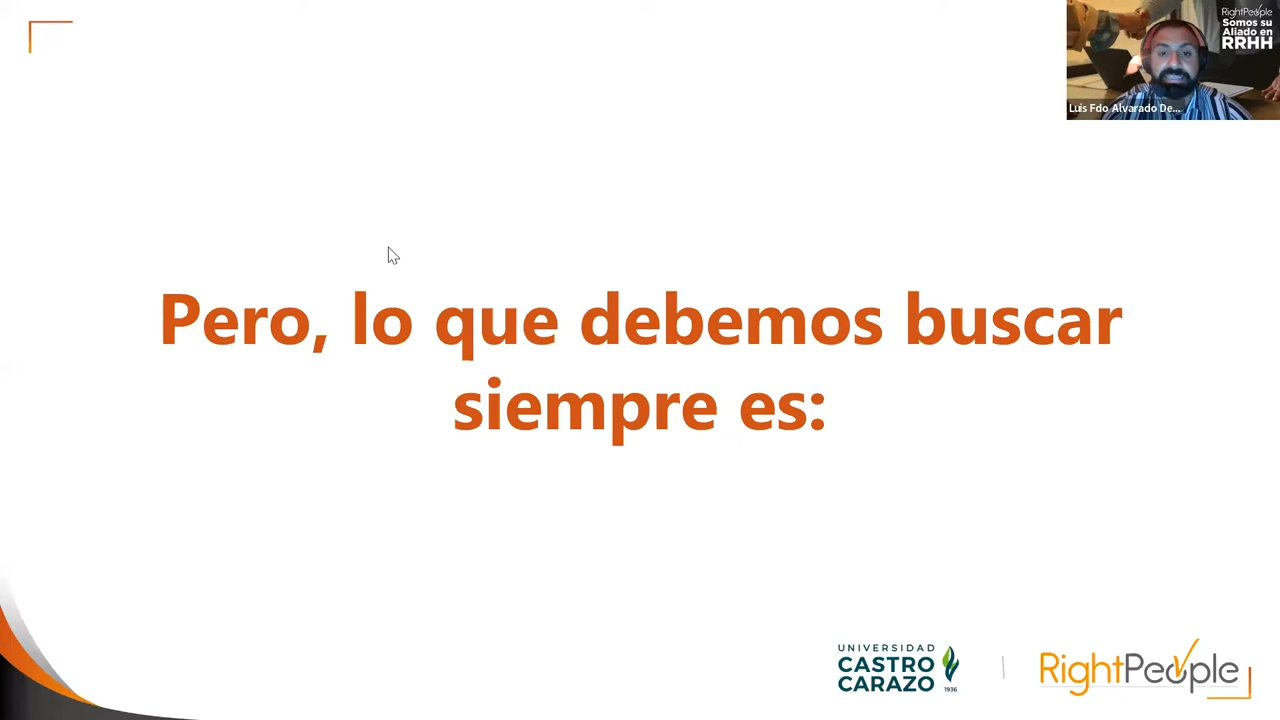 RightPeople
Somos su
Aliado en
RRHH
Luis Fdo Alvarado De...
Pero, lo que debemos buscar
siempre es:
UNIVERSIDAD
CASTRO
CARAZO
1936
RightPeople